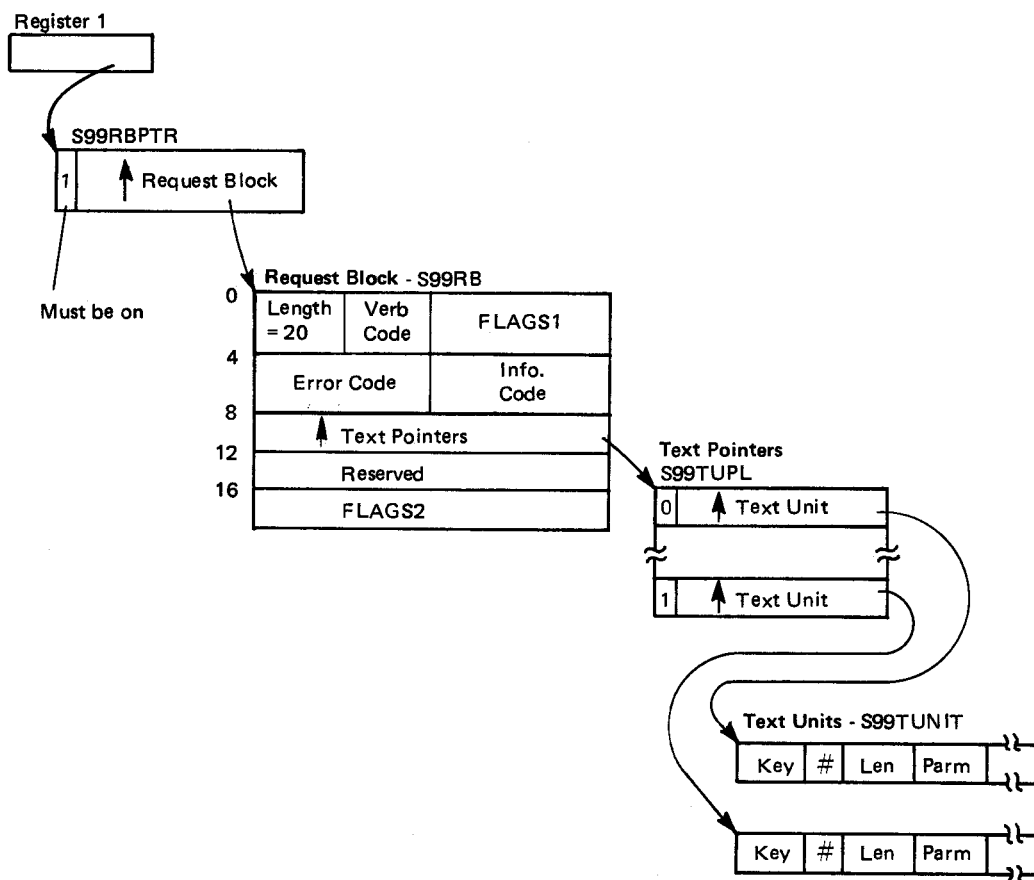 Register 1
S99RBPTR
1 Request Block
Must be on
Request Block - S99RB
0
Length = 20
Verb Code
FLAGS1
4
Error Code
Info. Code
8
Text Pointers
12
Reserved
16
FLAGS2
Text Pointers
S99TUPL
0 Text Unit
1 Text Unit
Text Units - S99TUNIT
Key # Len Parm
Key # Len Parm